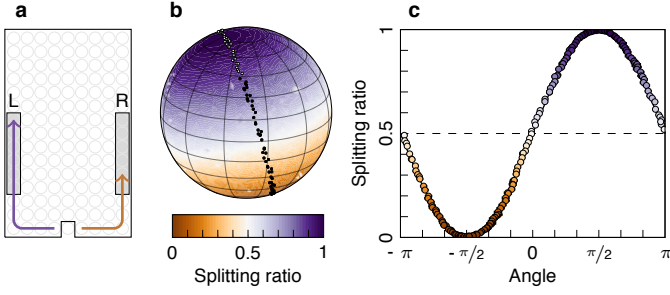 a
b
c
L
R
0
0.5
1
Splitting ratio
Splitting ratio
1
0.5
0
- π
- π/2
0
π/2
π
Angle